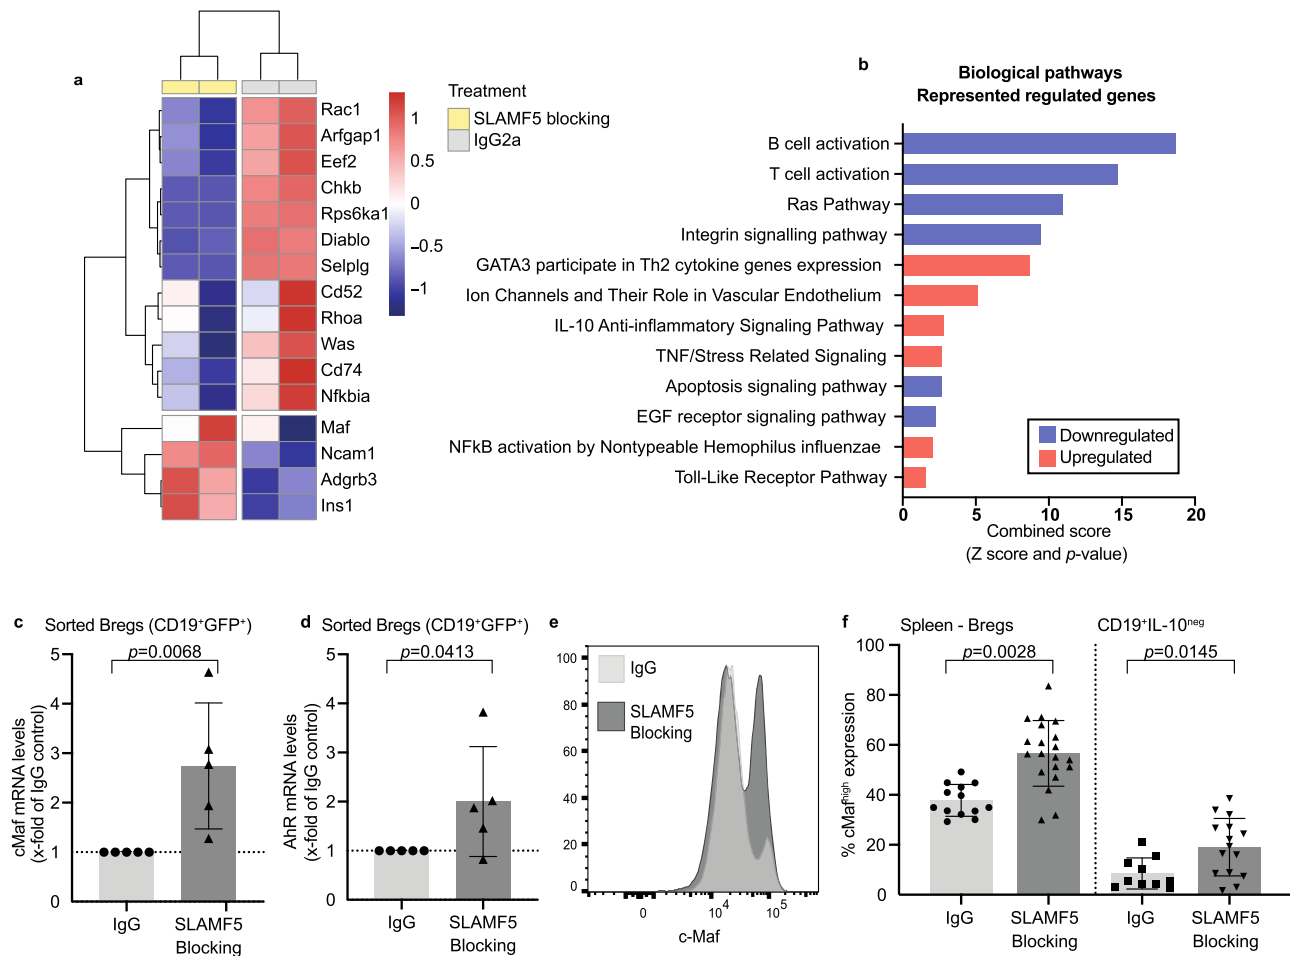 a
Treatment
SLAMF5 blocking
IgG2a
1
0.5
0
−0.5
−1
Rac1
Arfgap1
Eef2
Chkb
Rps6ka1
Diablo
Selplg
Cd52
Rhoa
Was
Cd74
Nfkbia
Maf
Ncam1
Adgrb3
Ins1
b
Biological pathways
Represented regulated genes
B cell activation
T cell activation
Ras Pathway
Integrin signalling pathway
GATA3 participate in Th2 cytokine genes expression
Ion Channels and Their Role in Vascular Endothelium
IL-10 Anti-inflammatory Signaling Pathway
TNF/Stress Related Signaling
Apoptosis signaling pathway
EGF receptor signaling pathway
NFkB activation by Nontypeable Hemophilus influenzae
Toll-Like Receptor Pathway
Downregulated
Upregulated
0 5 10 15 20
Combined score
(Z score and p-value)
c Sorted Bregs (CD19⁺GFP⁺)
p=0.0068
cMaf mRNA levels
(x-fold of IgG control)
5
4
3
2
1
0
IgG SLAMF5
Blocking
d Sorted Bregs (CD19⁺GFP⁺)
p=0.0413
AhR mRNA levels
(x-fold of IgG control)
5
4
3
2
1
0
IgG SLAMF5
Blocking
e
IgG
SLAMF5
Blocking
100
80
60
40
20
0
0 10⁴ 10⁵
c-Maf
f Spleen - Bregs CD19⁺IL-10ⁿᵉᵍ
p=0.0028 p=0.0145
% cMafʰⁱᵍʰ expression
100
80
60
40
20
0
IgG SLAMF5 IgG SLAMF5
Blocking Blocking